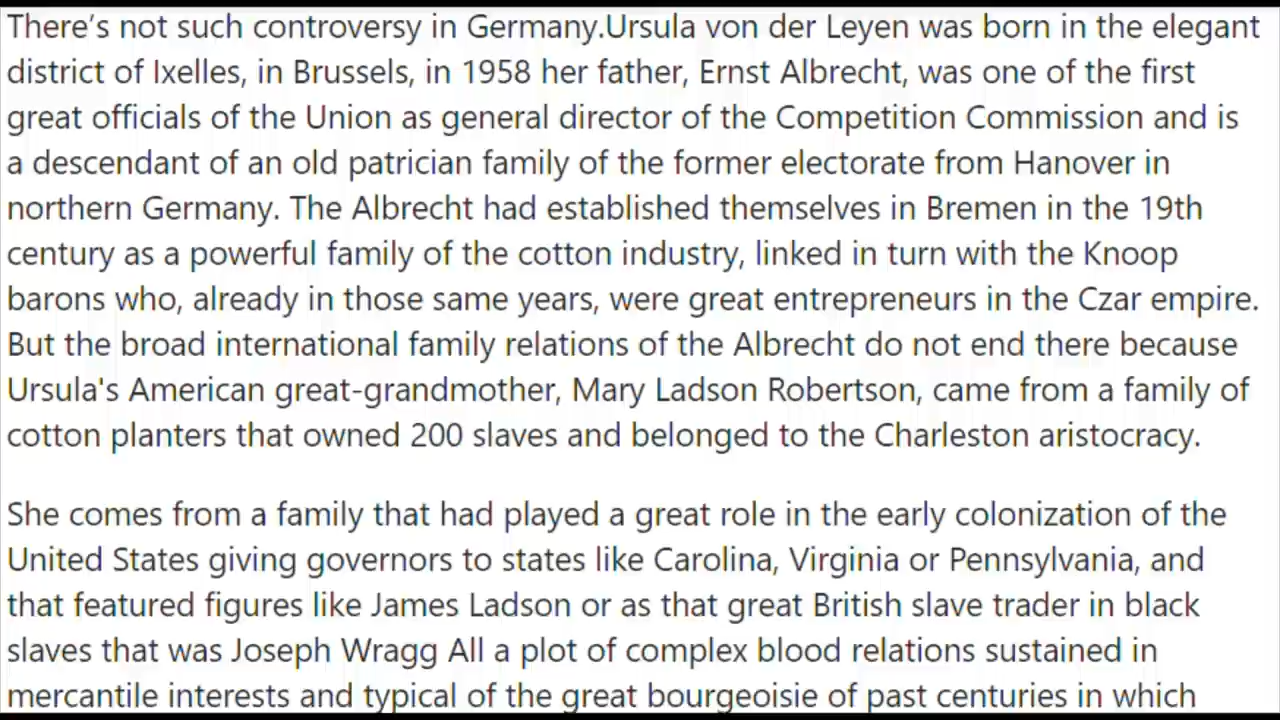 There’s not such controversy in Germany.Ursula von der Leyen was born in the elegant
district of Ixelles, in Brussels, in 1958 her father, Ernst Albrecht, was one of the first
great officials of the Union as general director of the Competition Commission and is
a descendant of an old patrician family of the former electorate from Hanover in
northern Germany. The Albrecht had established themselves in Bremen in the 19th
century as a powerful family of the cotton industry, linked in turn with the Knoop
barons who, already in those same years, were great entrepreneurs in the Czar empire.
But the broad international family relations of the Albrecht do not end there because
Ursula's American great-grandmother, Mary Ladson Robertson, came from a family of
cotton planters that owned 200 slaves and belonged to the Charleston aristocracy.
She comes from a family that had played a great role in the early colonization of the
United States giving governors to states like Carolina, Virginia or Pennsylvania, and
that featured figures like James Ladson or as that great British slave trader in black
slaves that was Joseph Wragg All a plot of complex blood relations sustained in
mercantile interests and typical of the great bourgeoisie of past centuries in which